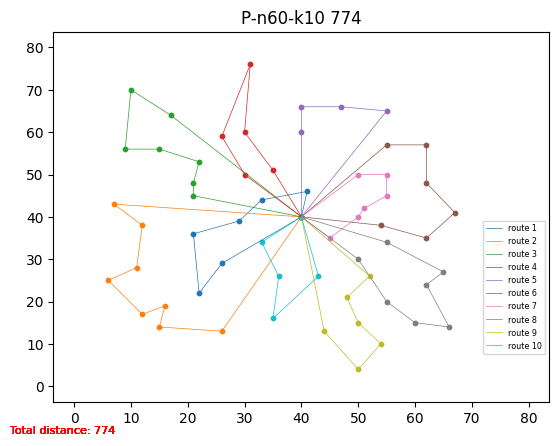 P-n60-k10 774
80
70
60
50
40
30
20
10
0
route 1
route 2
route 3
route 4
route 5
route 6
route 7
route 8
route 9
route 10
0 10 20 30 40 50 60 70 80
Total distance: 774